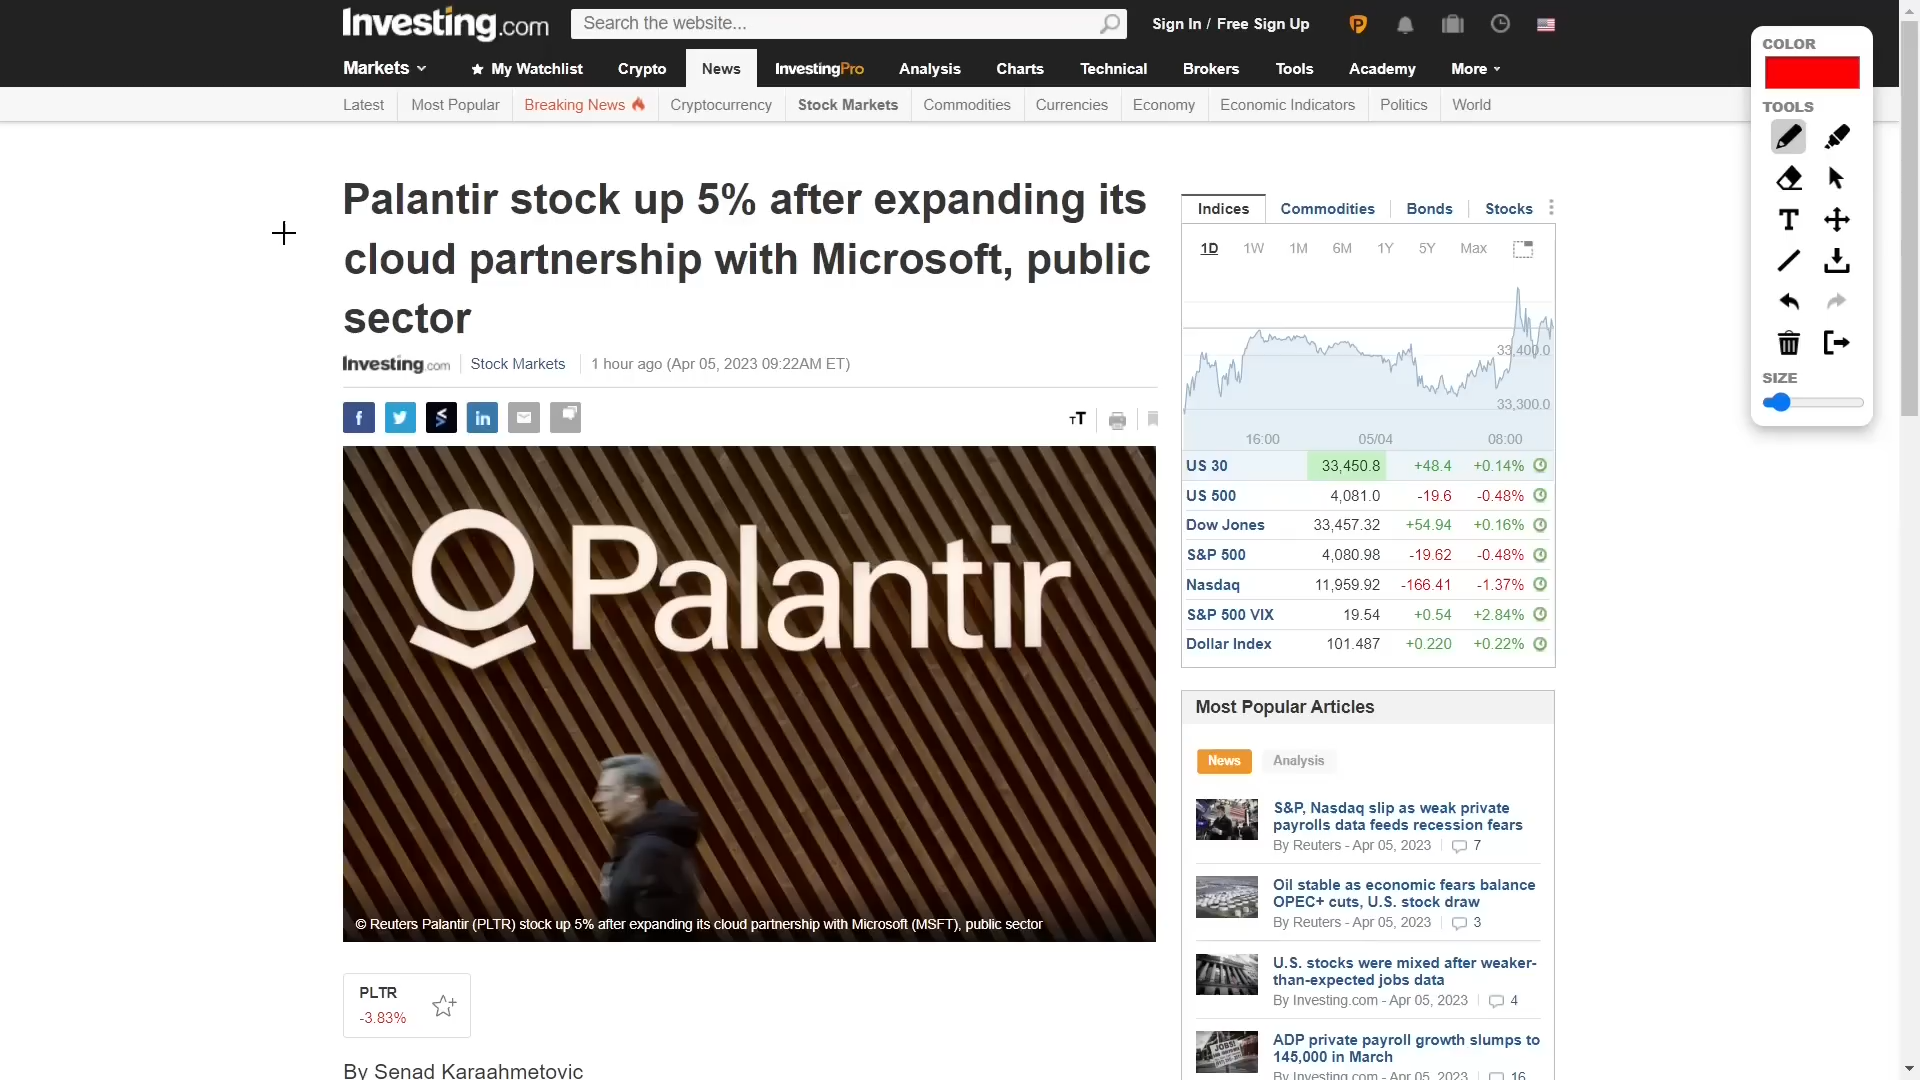 Investing.com
Search the website...
Sign In / Free Sign Up
Markets
My Watchlist
Crypto
News
InvestingPro
Analysis
Charts
Technical
Brokers
Tools
Academy
More
Latest
Most Popular
Breaking News
Cryptocurrency
Stock Markets
Commodities
Currencies
Economy
Economic Indicators
Politics
World
Palantir stock up 5% after expanding its
cloud partnership with Microsoft, public
sector
Investing.com
Stock Markets
1 hour ago (Apr 05, 2023 09:22AM ET)
Palantir
© Reuters Palantir (PLTR) stock up 5% after expanding its cloud partnership with Microsoft (MSFT), public sector
PLTR
-3.83%
By Senad Karaahmetovic
Indices
Commodities
Bonds
Stocks
1D 1W 1M 6M 1Y 5Y Max
33,400.0
33,300.0
16:00 05/04 08:00
US 30 33,450.8 +48.4 +0.14%
US 500 4,081.0 -19.6 -0.48%
Dow Jones 33,457.32 +54.94 +0.16%
S&P 500 4,080.98 -19.62 -0.48%
Nasdaq 11,959.92 -166.41 -1.37%
S&P 500 VIX 19.54 +0.54 +2.84%
Dollar Index 101.487 +0.220 +0.22%
Most Popular Articles
News
Analysis
S&P, Nasdaq slip as weak private
payrolls data feeds recession fears
By Reuters - Apr 05, 2023 7
Oil stable as economic fears balance
OPEC+ cuts, U.S. stock draw
By Reuters - Apr 05, 2023 3
U.S. stocks were mixed after weaker-
than-expected jobs data
By Investing.com - Apr 05, 2023 4
ADP private payroll growth slumps to
145,000 in March
By Investing.com - Apr 05, 2023 16
COLOR
TOOLS
SIZE